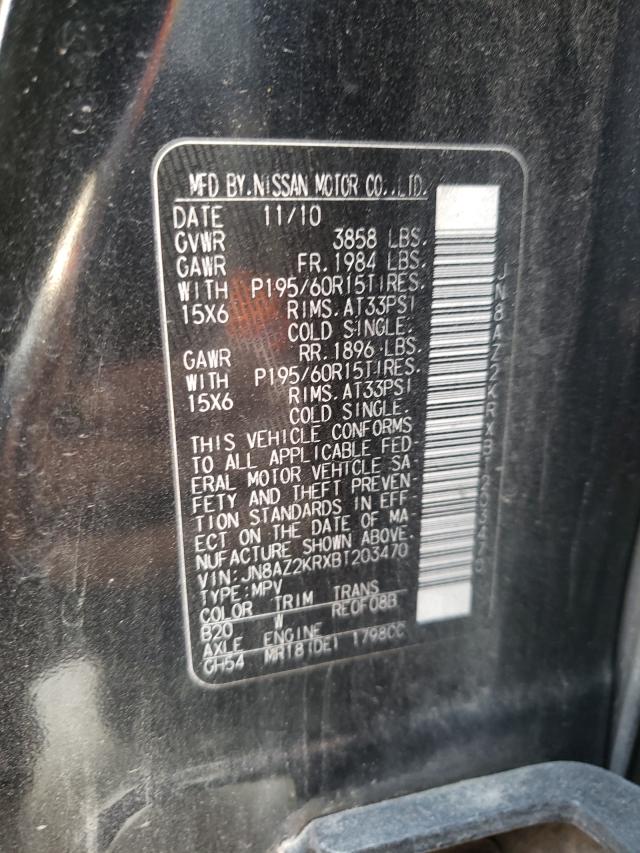 MFD BY.NISSAN MOTOR CO.,LTD.
DATE 11/10
GVWR 3858 LBS.
GAWR FR.1984 LBS.
WITH P195/60R15TIRES.
15X6 RIMS.AT33PSI
COLD SINGLE.
GAWR RR.1896 LBS.
WITH P195/60R15TIRES.
15X6 RIMS.AT33PSI
COLD SINGLE.
THIS VEHICLE CONFORMS
TO ALL APPLICABLE FED
ERAL MOTOR VEHICLE SA
FETY AND THEFT PREVEN
TION STANDARDS IN EFF
ECT ON THE DATE OF MA
NUFACTURE SHOWN ABOVE.
VIN:JN8AZ2KRXBT203470
TYPE:MPV
COLOR TRIM TRANS
B20 W RE0F08B
AXLE ENGINE
GH54 MR18(DE) 1798CC
JN8AZ2KRXBT203470